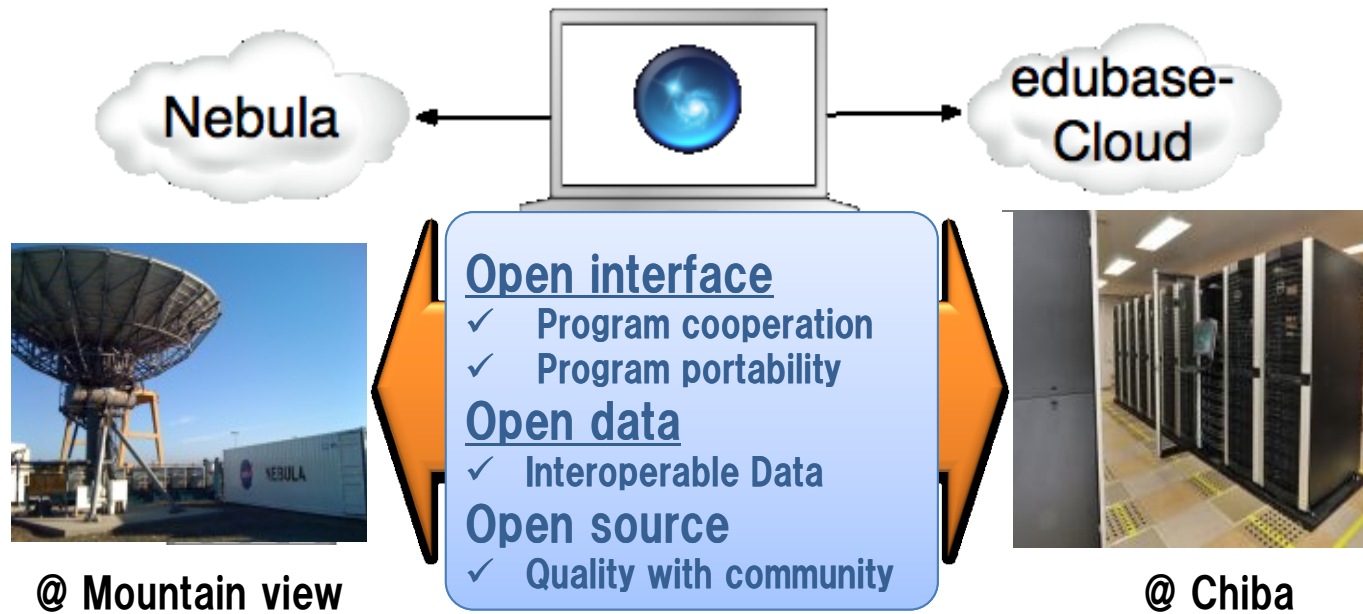 Nebula
edubase-
Cloud
Open interface
✓ Program cooperation
✓ Program portability
Open data
✓ Interoperable Data
Open source
✓ Quality with community
NEBULA
@ Mountain view
@ Chiba